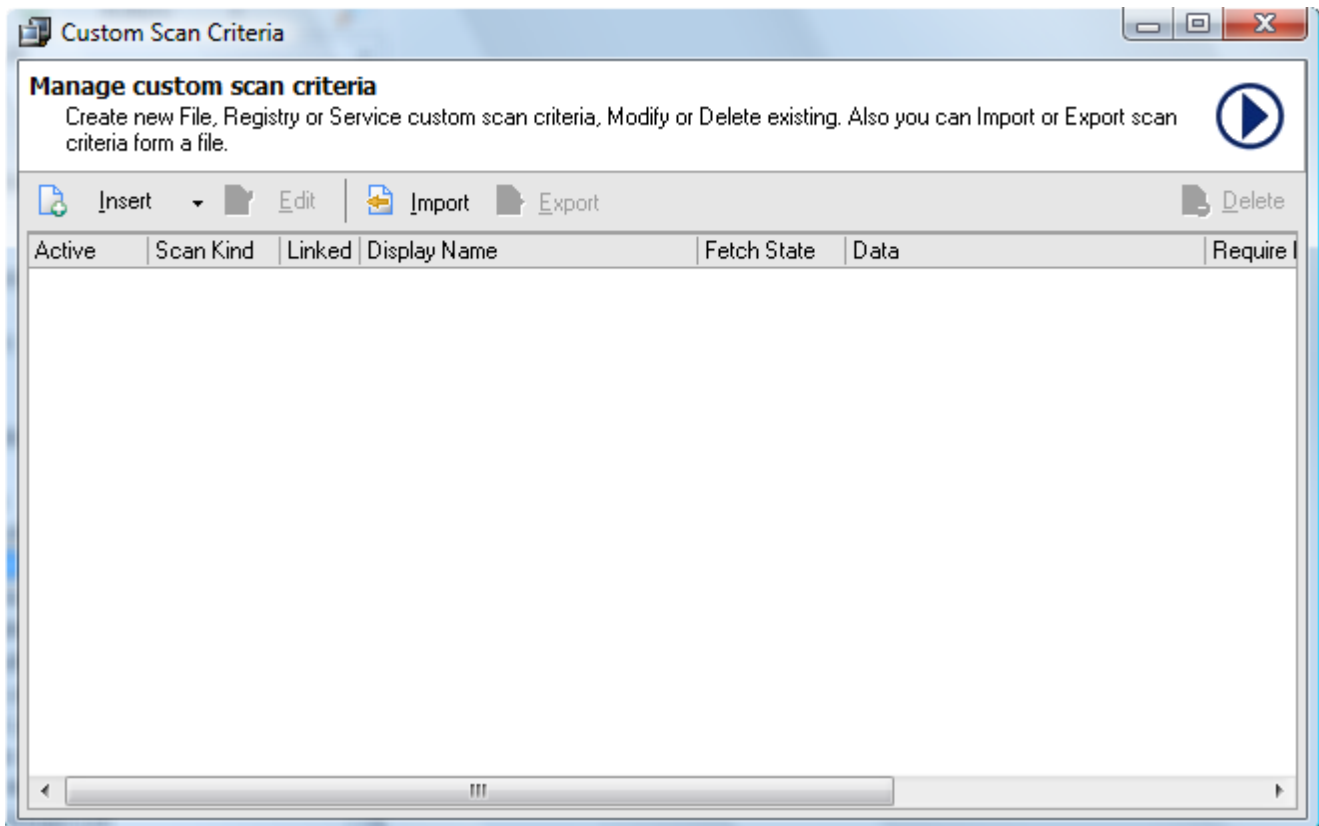 Custom Scan Criteria
Manage custom scan criteria
Create new File, Registry or Service custom scan criteria, Modify or Delete existing. Also you can Import or Export scan
criteria form a file.
Insert Edit Import Export Delete
Active Scan Kind Linked Display Name Fetch State Data Require